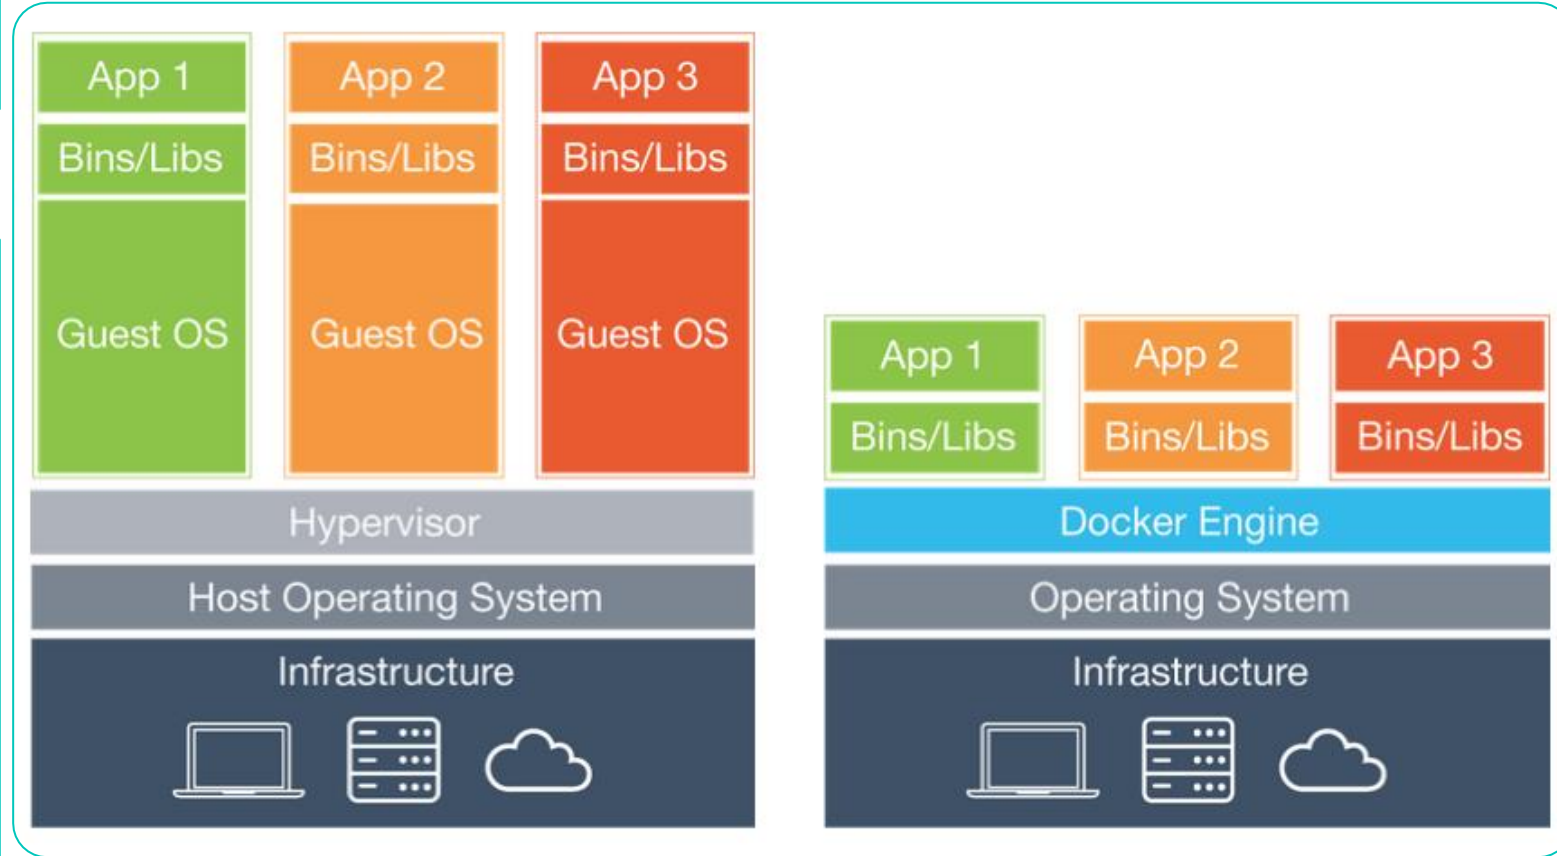 App 1
App 2
App 3
Bins/Libs
Bins/Libs
Bins/Libs
Guest OS
Guest OS
Guest OS
Hypervisor
Host Operating System
Infrastructure
App 1
App 2
App 3
Bins/Libs
Bins/Libs
Bins/Libs
Docker Engine
Operating System
Infrastructure